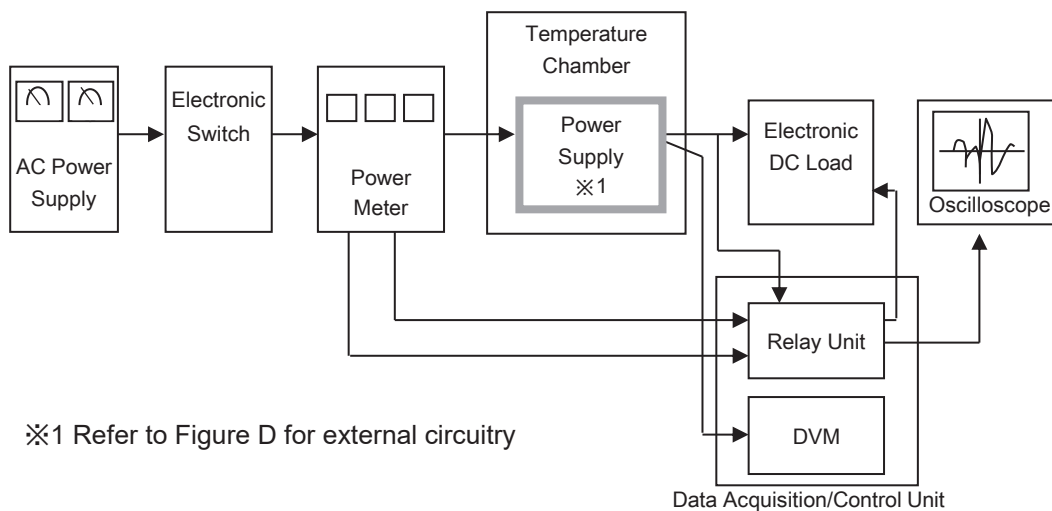 AC Power
Supply
Electronic
Switch
Power
Meter
Temperature
Chamber
Power
Supply
※1
Electronic
DC Load
Oscilloscope
Relay Unit
DVM
Data Acquisition/Control Unit
※1 Refer to Figure D for external circuitry